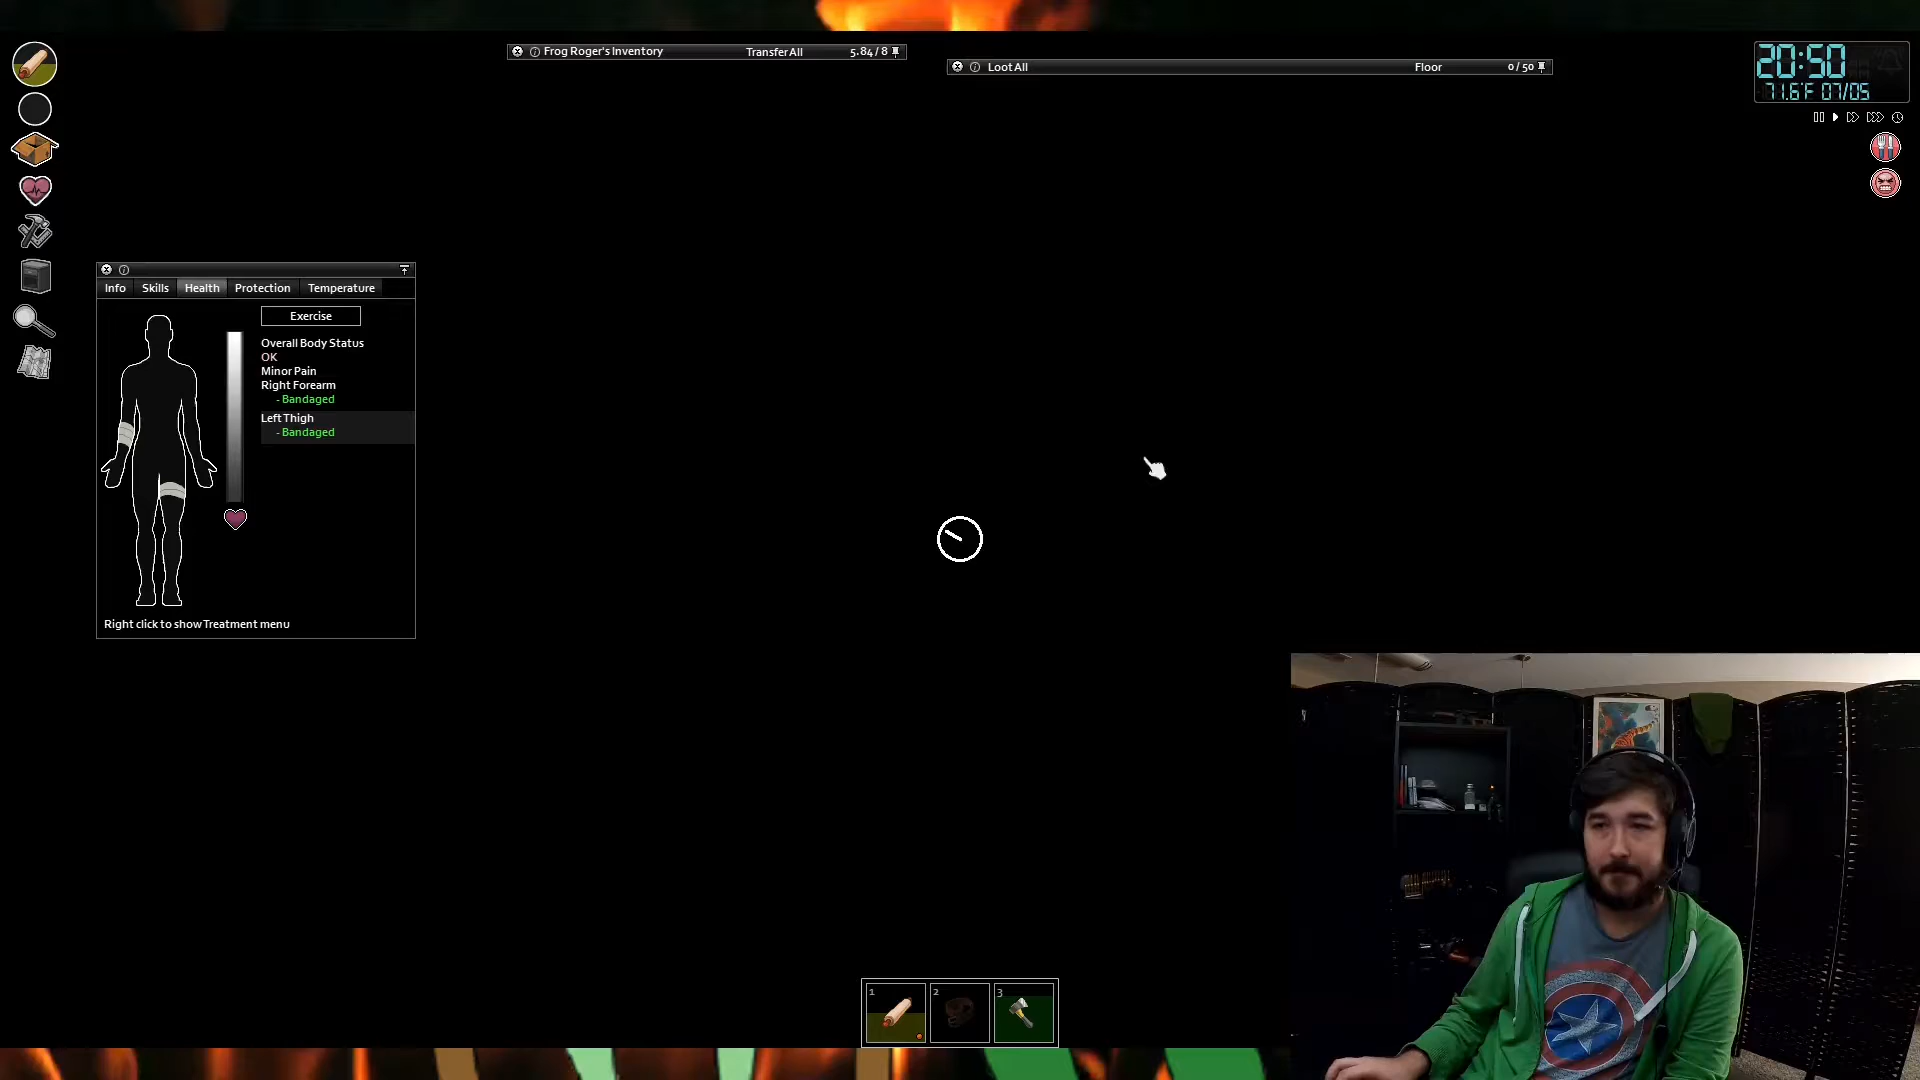 Frog Roger's Inventory Transfer All 5.84 / 8
Loot All Floor 0 / 50
20:50
71.6°F 07/05
Info Skills Health Protection Temperature
Exercise
Overall Body Status
OK
Minor Pain
Right Forearm
- Bandaged
Left Thigh
- Bandaged
Right click to show Treatment menu
1 2 3